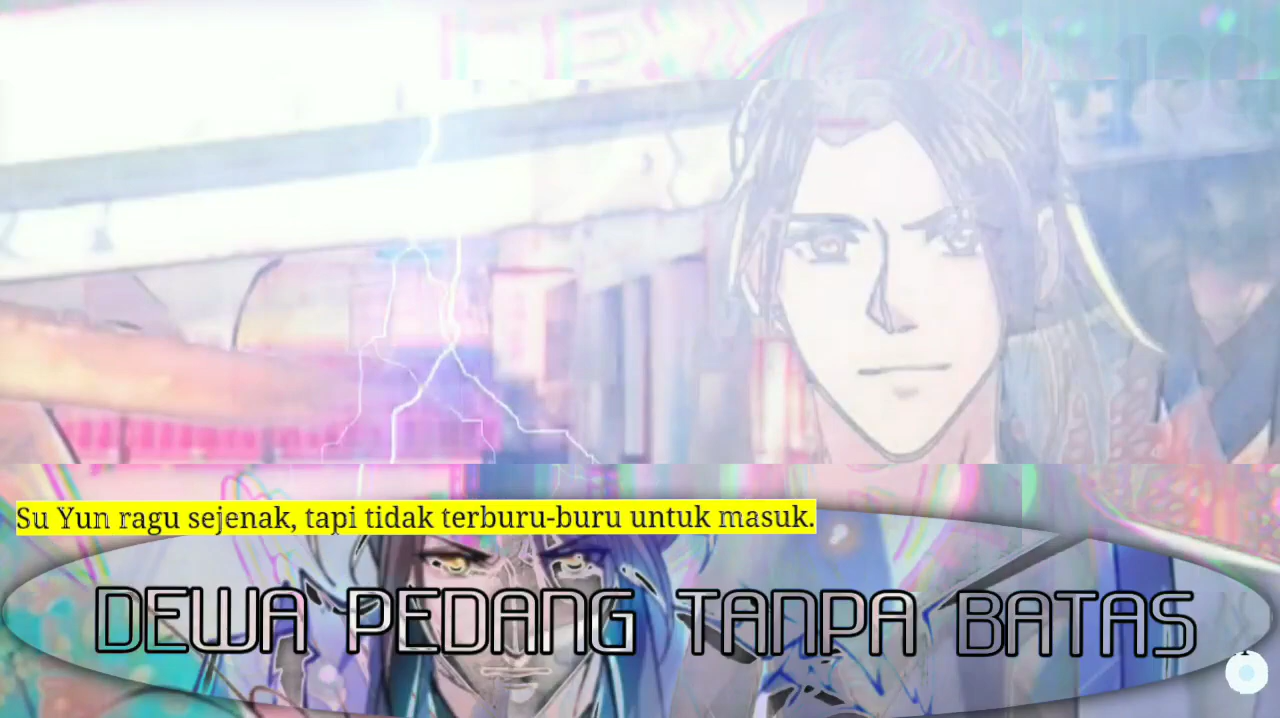 Su Yun ragu sejenak, tapi tidak terburu-buru untuk masuk.
DEWA PEDANG TANPA BATAS